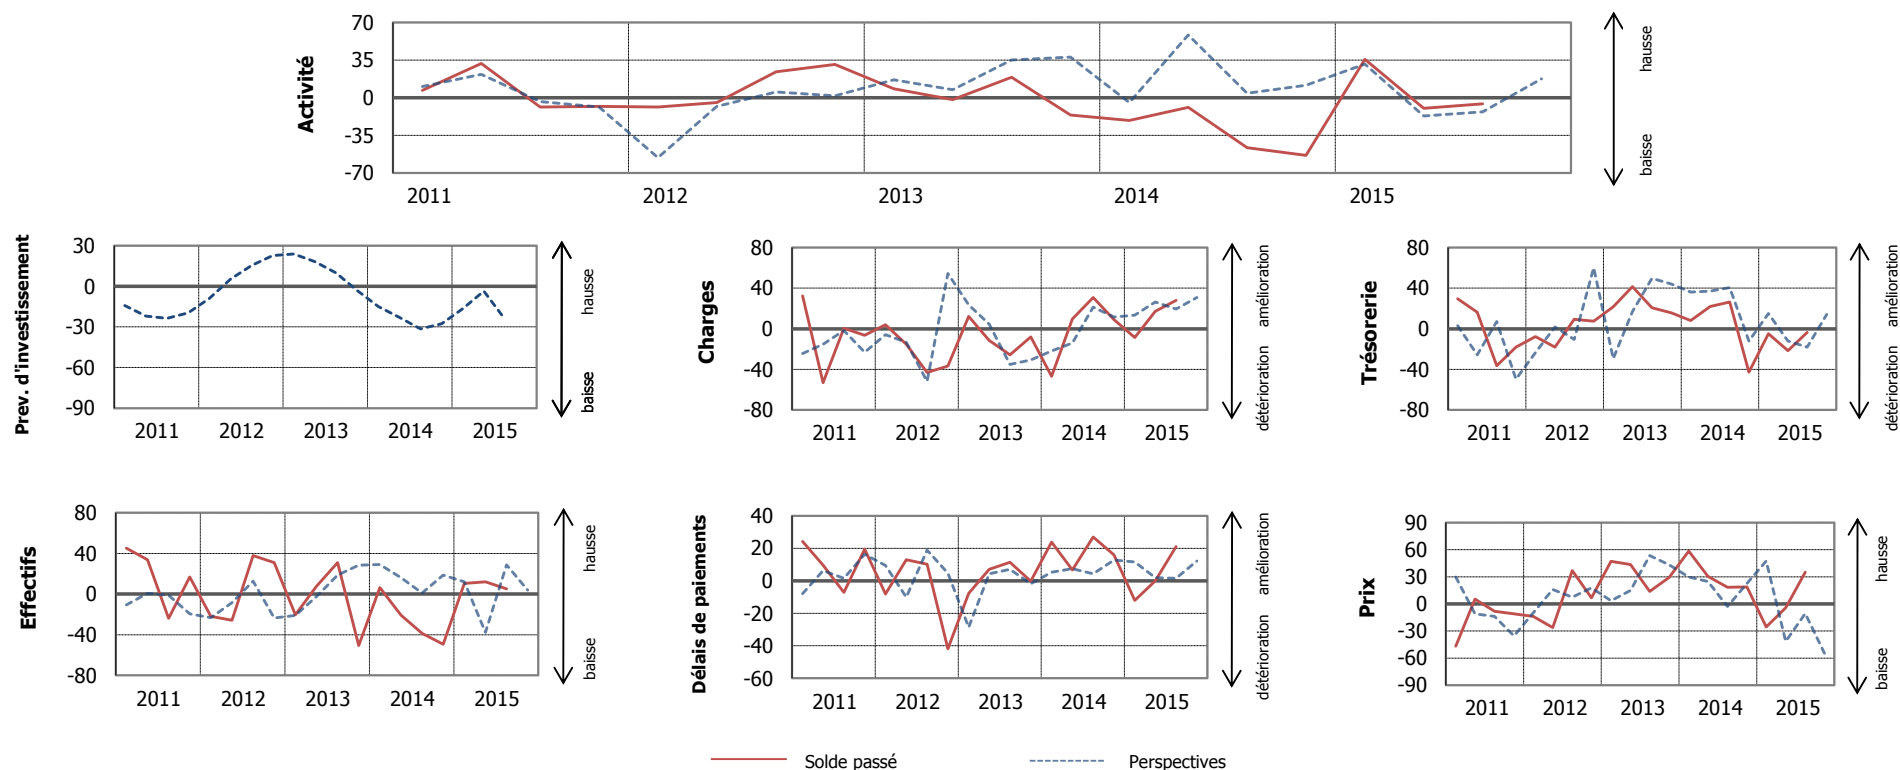 Activité
70
35
0
-35
-70
2011 2012 2013 2014 2015
hausse
baisse
Prev. d'investissement
30
0
-30
-60
-90
2011 2012 2013 2014 2015
hausse
baisse
Charges
80
40
0
-40
-80
2011 2012 2013 2014 2015
amélioration
détérioration
Trésorerie
80
40
0
-40
-80
2011 2012 2013 2014 2015
amélioration
détérioration
Effectifs
80
40
0
-40
-80
2011 2012 2013 2014 2015
hausse
baisse
Délais de paiements
40
20
0
-20
-40
-60
2011 2012 2013 2014 2015
amélioration
détérioration
Prix
90
60
30
0
-30
-60
-90
2011 2012 2013 2014 2015
hausse
baisse
Solde passé Perspectives